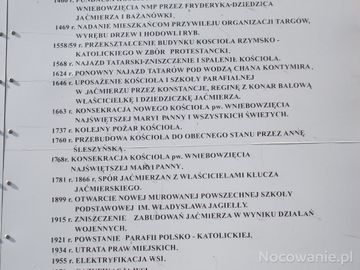 WNIEBOWZIĘCIA NMP PRZEZ FRYDERYKA-DZIEDZICA
JAĆMIERZA I BAŻANÓWKI,
1469 r. NADANIE MIESZKAŃCOM PRZYWILEJU ORGANIZACJI TARGÓW,
WYRĘBU DRZEW I HODOWLI RYB.
1558/59 r. PRZEKSZTAŁCENIE BUDYNKU KOŚCIOŁA RZYMSKO -
KATOLICKIEGO W ZBÓR PROTESTANCKI.
1568 r. NAJAZD TATARSKI-ZNISZCZENIE I SPALENIE KOŚCIOŁA.
1624 r. PONOWNY NAJAZD TATARÓW POD WODZĄ CHANA KONTYMIRA.
1646 r. UPOSAŻENIE KOŚCIOŁA I SZKOŁY PARAFIALNEJ
W JAĆMIERZU PRZEZ KONSTANCJE, REGINĘ Z KONAR BALOWĄ
WŁAŚCICIELKĘ I DZIEDZICZKĘ JAĆMIERZA.
1663 r. KONSEKRACJA NOWEGO KOŚCIOŁA pw. WNIEBOWZIĘCIA
NAJŚWIĘTSZEJ MARYI PANNY I WSZYSTKICH ŚWIĘTYCH.
1737 r. KOLEJNY POŻAR KOŚCIOŁA.
1760 r. PRZEBUDOWA KOŚCIOŁA DO OBECNEGO STANU PRZEZ ANNĘ
ŚLESZYŃSKĄ.
1768r. KONSEKRACJA KOŚCIOŁA pw. WNIEBOWZIĘCIA
NAJŚWIĘTSZEJ MARYI PANNY.
1781 r. do 1866 r. SPÓR JAĆMIERZAN Z WŁAŚCICIELAMI KLUCZA
JAĆMIERSKIEGO.
1899 r. OTWARCIE NOWEJ MUROWANEJ POWSZECHNEJ SZKOŁY
PODSTAWOWEJ IM. WŁADYSŁAWA JAGIEŁŁY.
1915 r. ZNISZCZENIE ZABUDOWAŃ JAĆMIERZA W WYNIKU DZIAŁAŃ
WOJENNYCH,
1921 r. POWSTANIE PARAFII POLSKO - KATOLICKIEJ,
1934 r. UTRATA PRAW MIEJSKICH,
1955 r. ELEKTRYFIKACJA WSI,
Nocowanie.pl